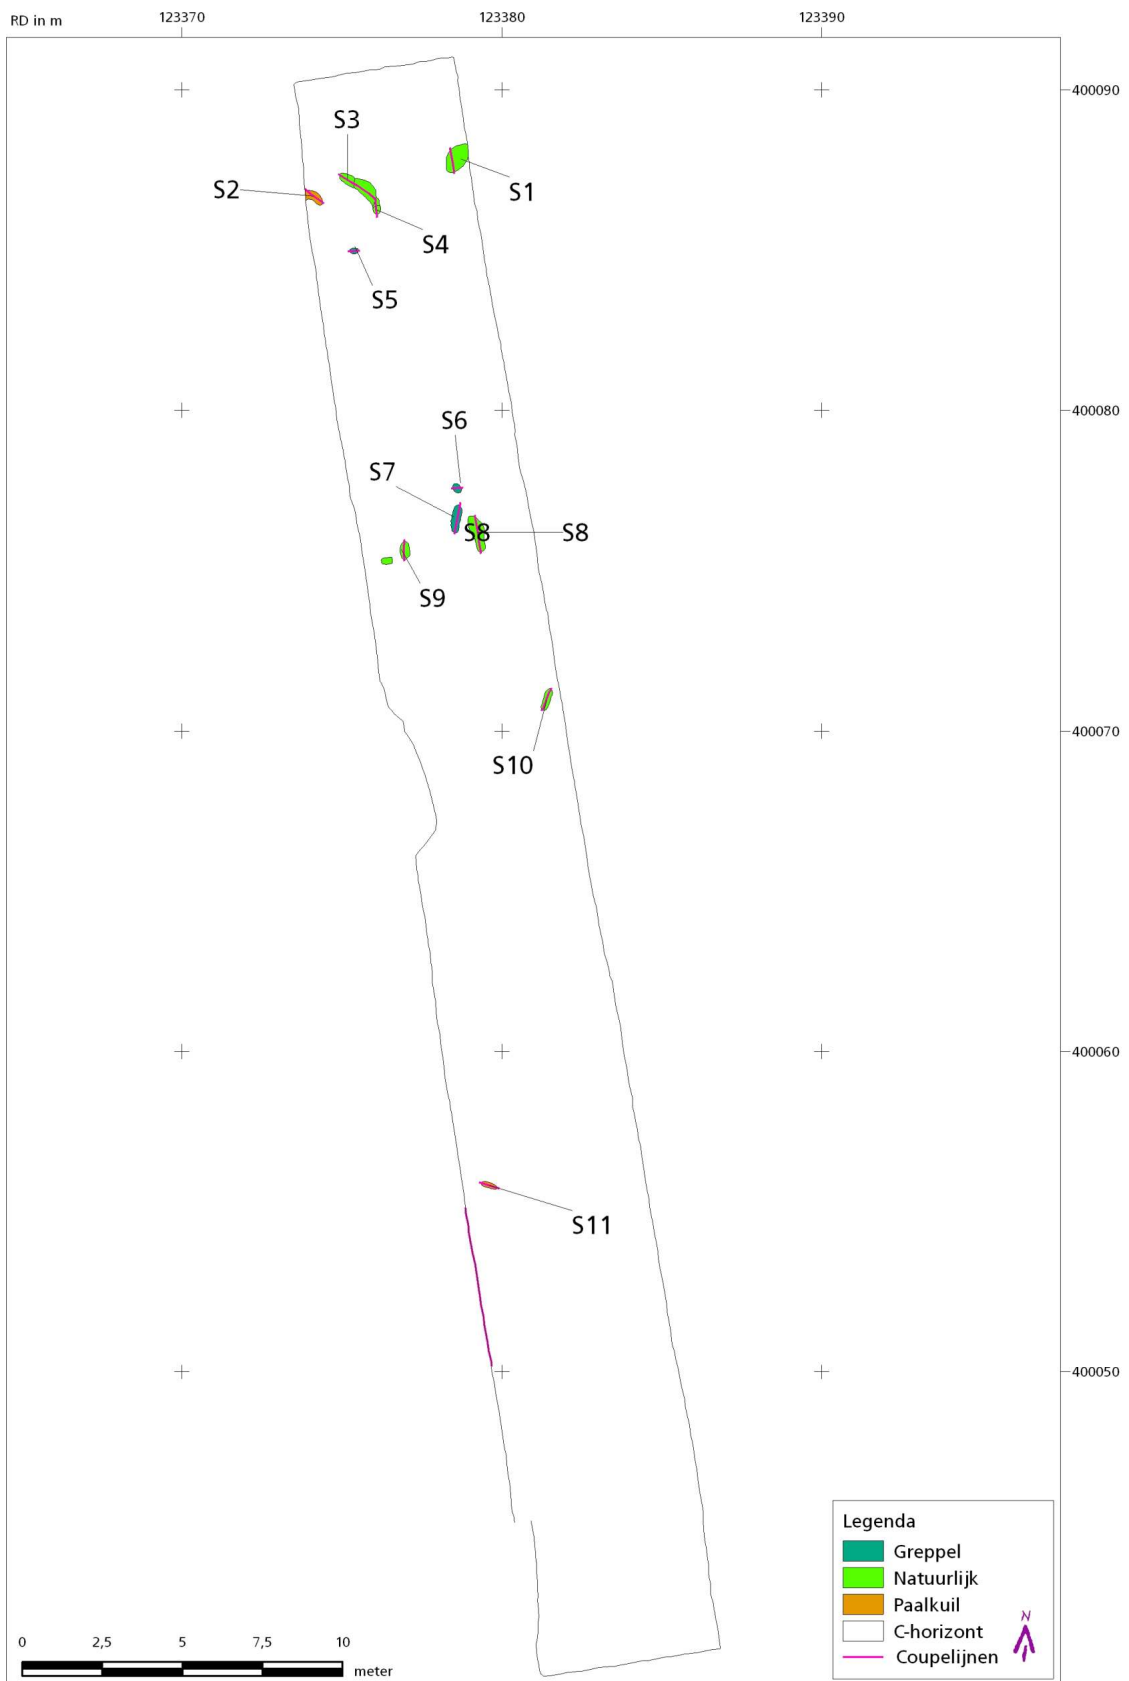 RD in m
123370
123380
123390
400090
S3
S1
S2
S4
S5
400080
S6
S7
S8
S8
S9
400070
S10
400060
S11
400050
Legenda
Greppel
Natuurlijk
Paalkuil
C-horizont
Coupelijnen
N
0
2,5
5
7,5
10
meter